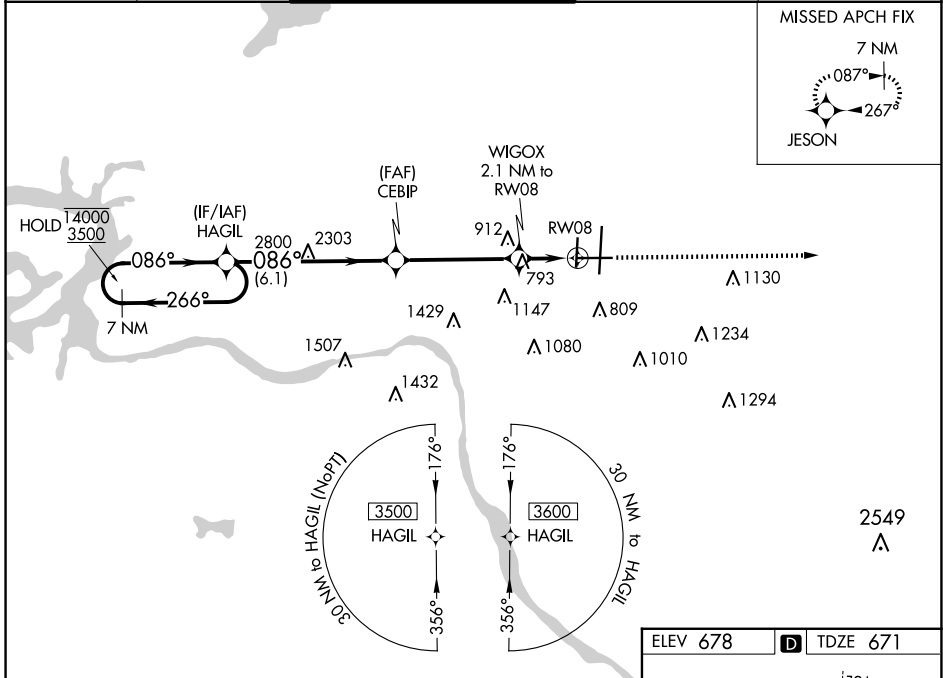 MISSED APCH FIX
7 NM
087°
267°
JESON
WIGOX
2.1 NM to
RW08
(FAF)
CEBIP
(IF/IAF)
HAGIL
HOLD 14000
3500
086°
2800
086°
(6.1)
2303
912
RW08
793
266°
7 NM
1130
1147
809
1429
1234
1507
1080
1010
1432
1294
30 NM to HAGIL (NoPT)
176°
3500
HAGIL
356°
176°
3600
HAGIL
356°
30 NM to HAGIL
2549
ELEV 678
D
TDZE 671